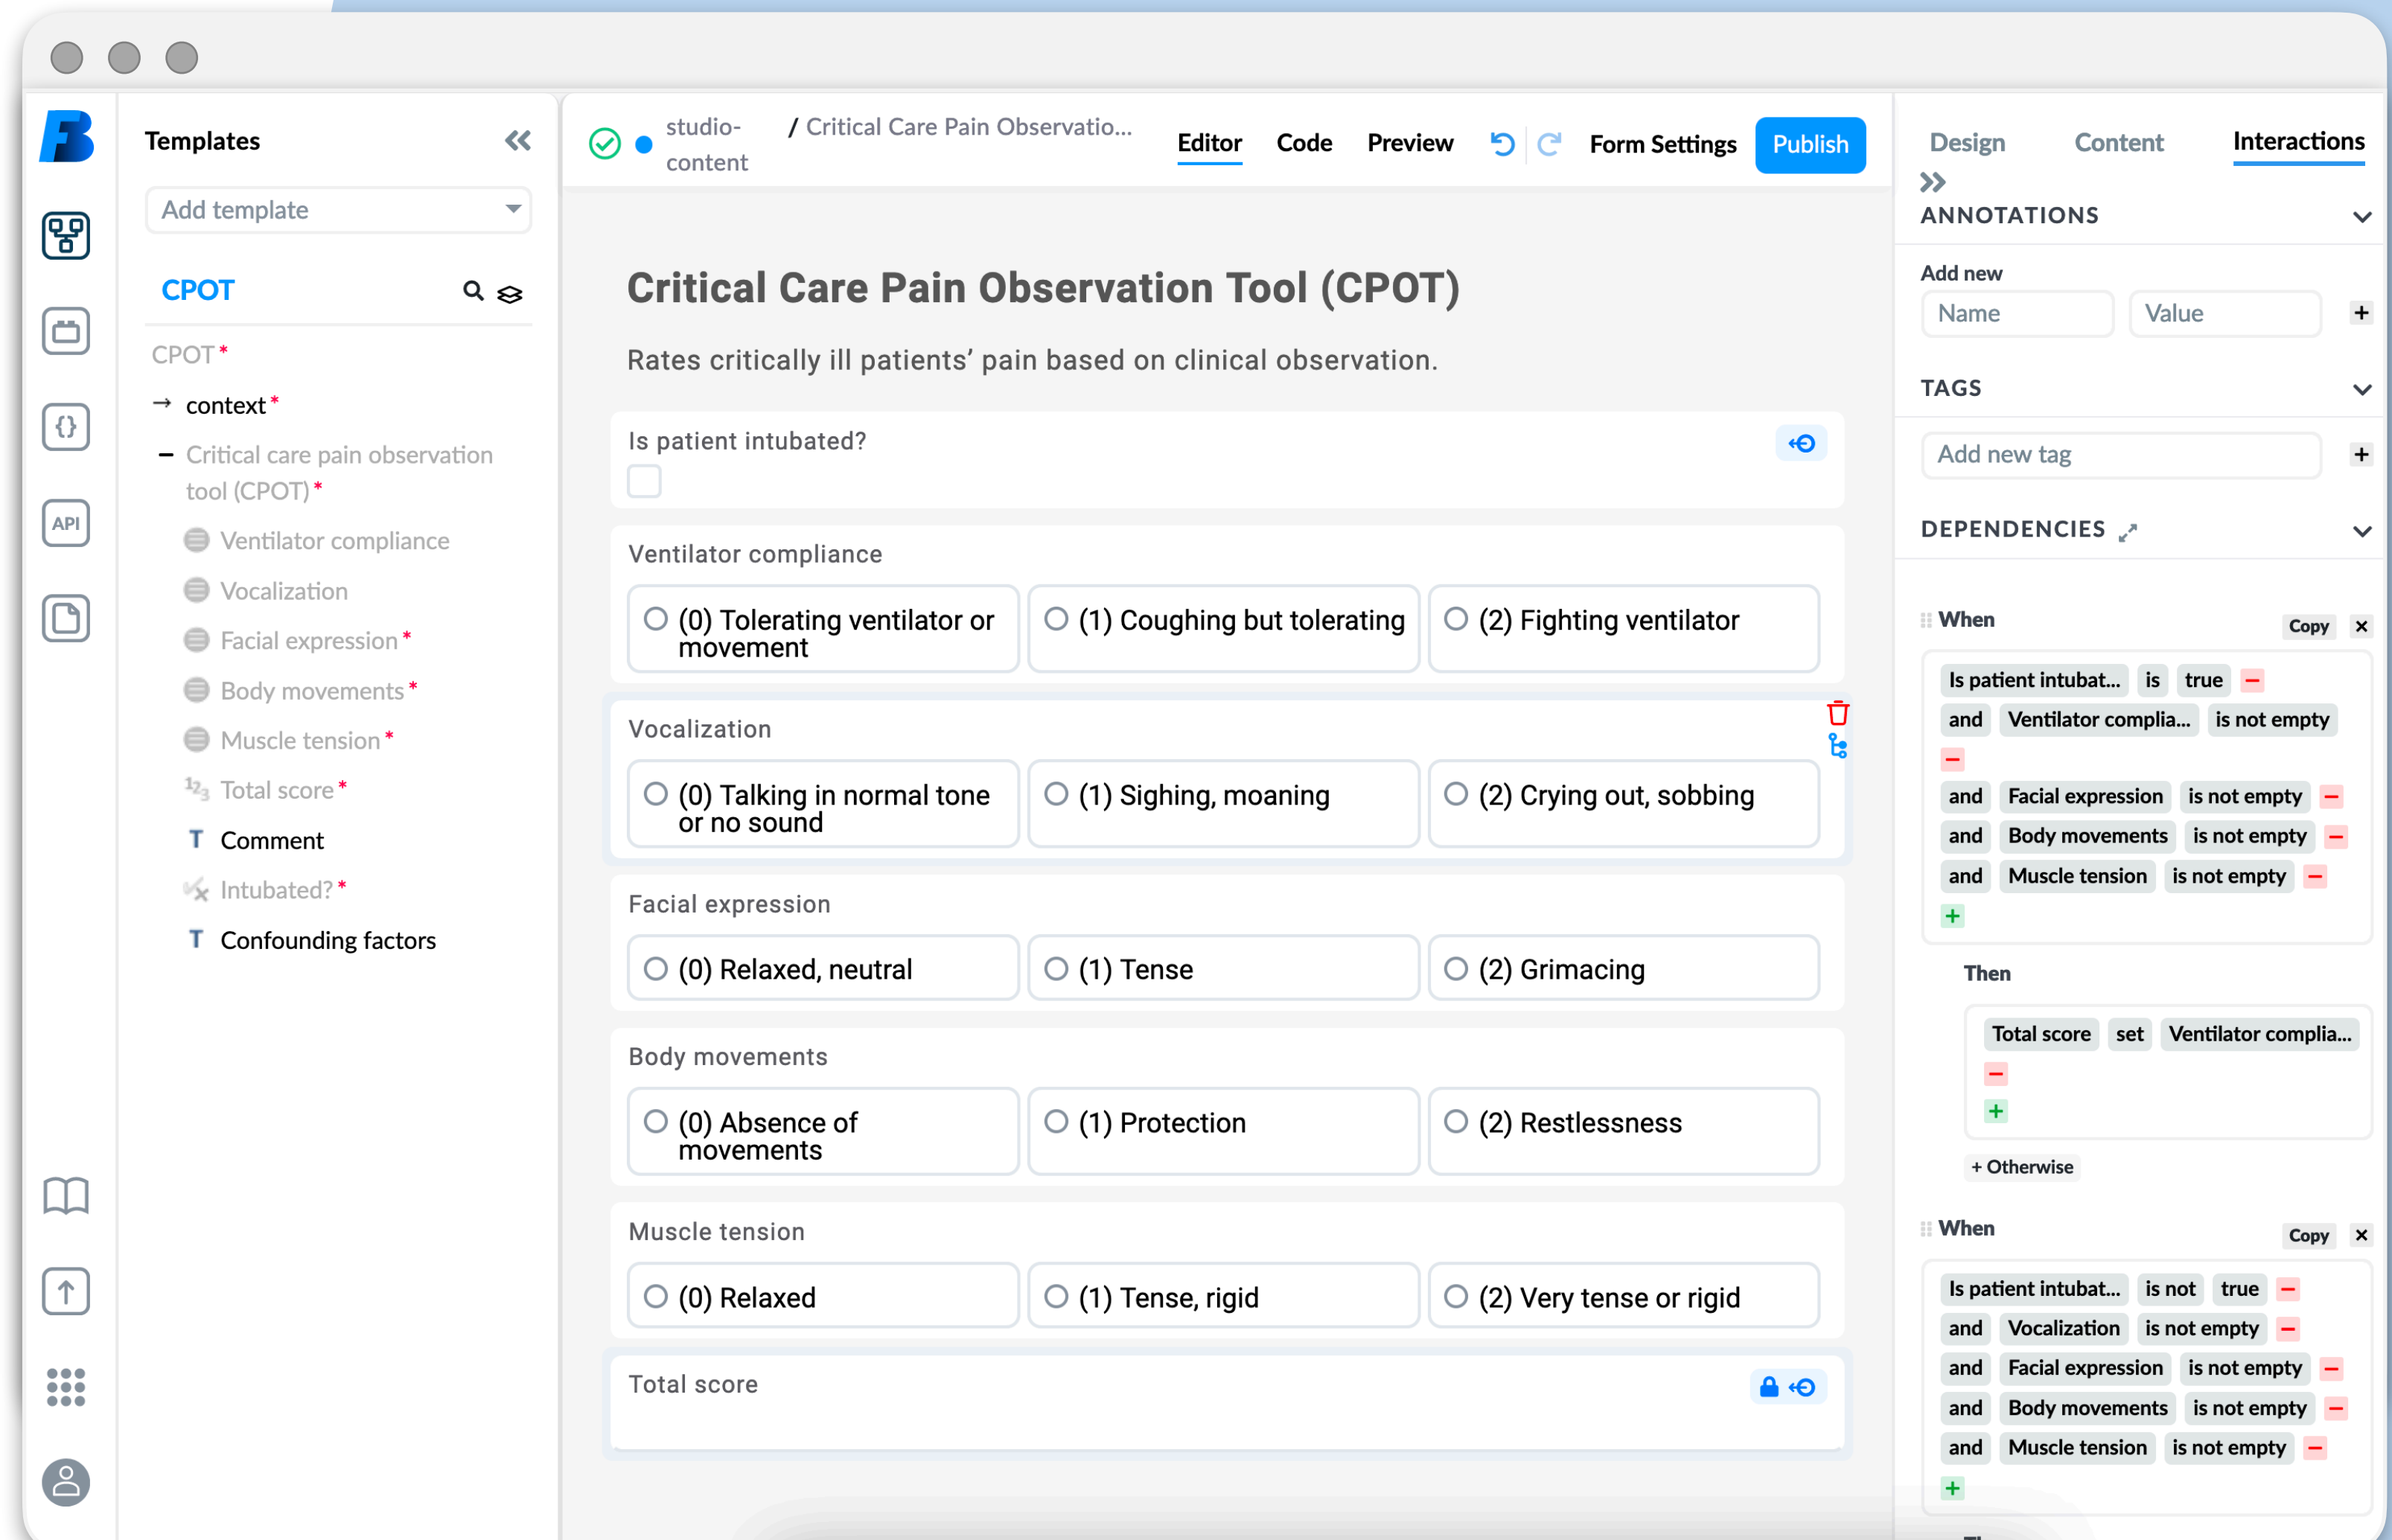 Templates
Add template
CPOT
CPOT *
→ context *
Critical care pain observation
tool (CPOT) *
Ventilator compliance
Vocalization
Facial expression *
Body movements *
Muscle tension *
123 Total score *
T Comment
Intubated? *
T Confounding factors
{}
API
studio-
content
/ Critical Care Pain Observatio...
Editor
Code
Preview
Form Settings
Publish
Critical Care Pain Observation Tool (CPOT)
Rates critically ill patients’ pain based on clinical observation.
Is patient intubated?
Ventilator compliance
(0) Tolerating ventilator or
movement
(1) Coughing but tolerating
(2) Fighting ventilator
Vocalization
(0) Talking in normal tone
or no sound
(1) Sighing, moaning
(2) Crying out, sobbing
Facial expression
(0) Relaxed, neutral
(1) Tense
(2) Grimacing
Body movements
(0) Absence of
movements
(1) Protection
(2) Restlessness
Muscle tension
(0) Relaxed
(1) Tense, rigid
(2) Very tense or rigid
Total score
Design
Content
Interactions
ANNOTATIONS
Add new
Name
Value
+
TAGS
Add new tag
+
DEPENDENCIES
When
Copy
×
Is patient intubat... is true −
and Ventilator complia... is not empty
−
and Facial expression is not empty −
and Body movements is not empty −
and Muscle tension is not empty −
+
Then
Total score set Ventilator complia...
−
+
+ Otherwise
When
Copy
×
Is patient intubat... is not true −
and Vocalization is not empty −
and Facial expression is not empty −
and Body movements is not empty −
and Muscle tension is not empty −
+